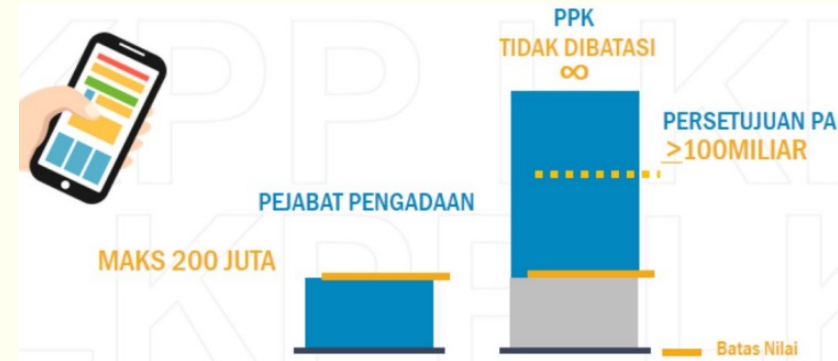 PPK
TIDAK DIBATASI
∞
PERSETUJUAN PA
>100MILIAR
PEJABAT PENGADAAN
MAKS 200 JUTA
Batas Nilai